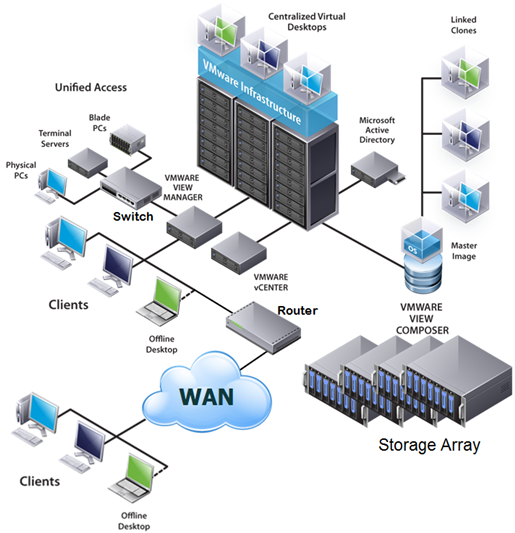 Centralized Virtual
Desktops
Linked
Clones
VMware Infrastructure
Unified Access
Blade
PCs
Terminal
Servers
Physical
PCs
Switch
VMWARE
VIEW
MANAGER
Microsoft
Active
Directory
OS
Master
Image
VMWARE
vCENTER
VMWARE
VIEW
COMPOSER
Clients
Offline
Desktop
Router
WAN
Storage Array
Clients
Offline
Desktop